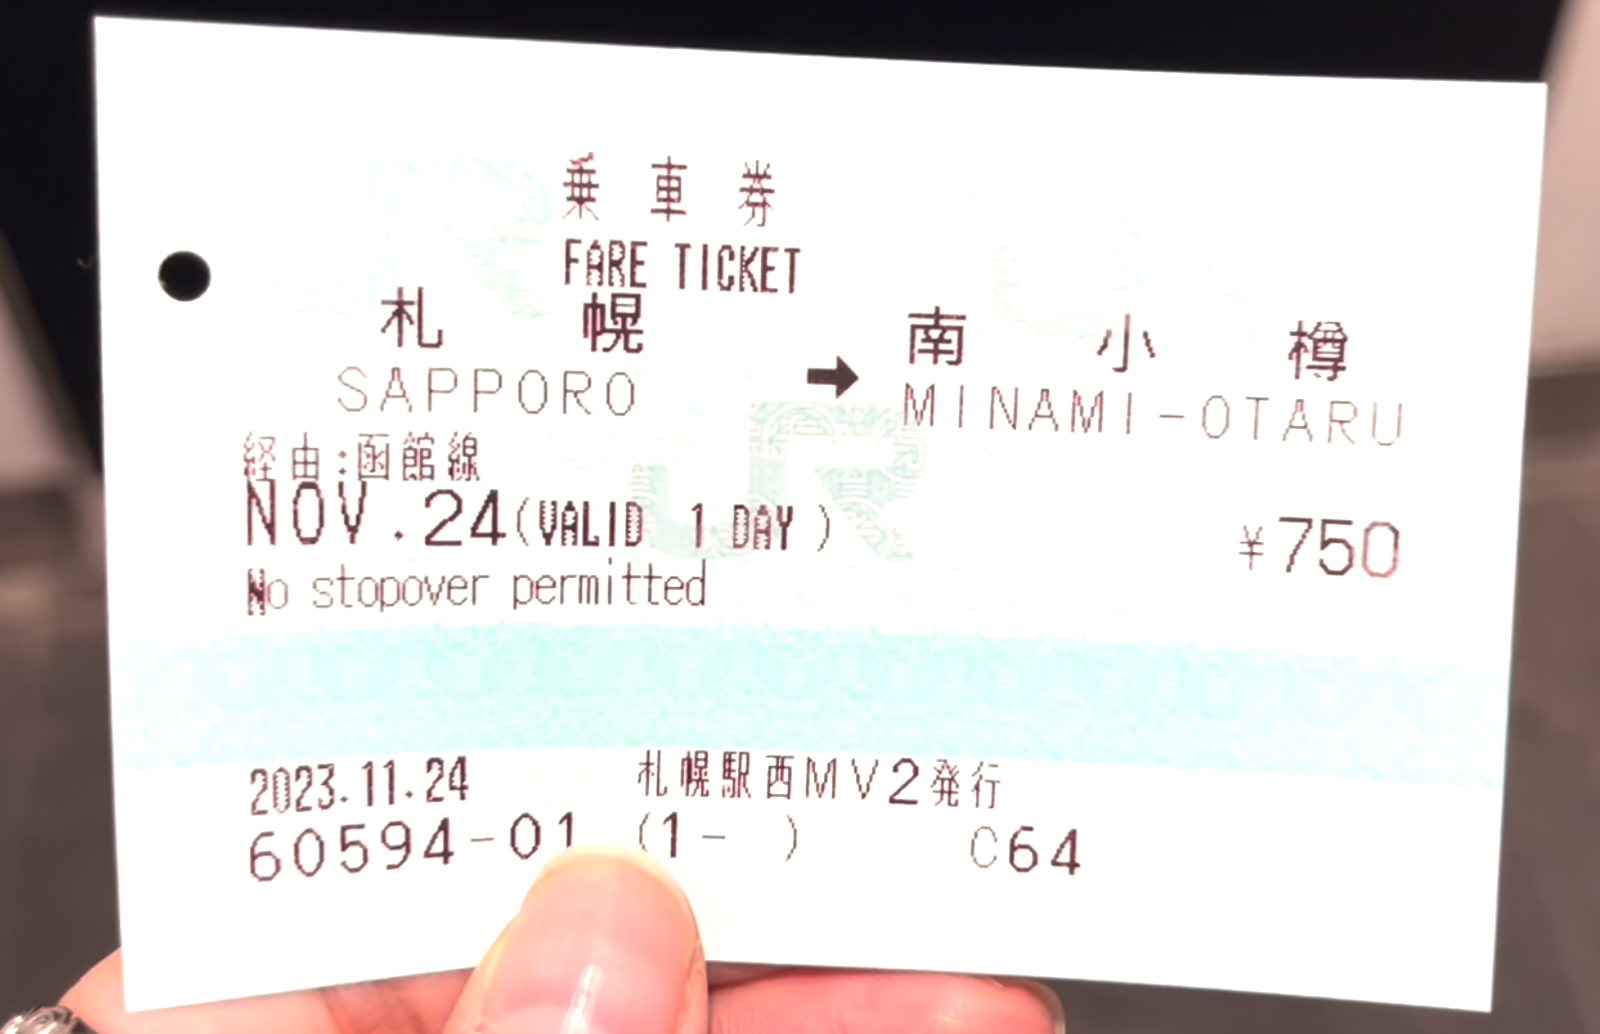 乗車券
FARE TICKET
札幌 → 南小樽
SAPPORO MINAMI-OTARU
経由:函館線
NOV.24(VALID 1 DAY) ¥750
No stopover permitted
JR
2023.11.24 札幌駅西MV2発行
60594-01 (1- ) C64